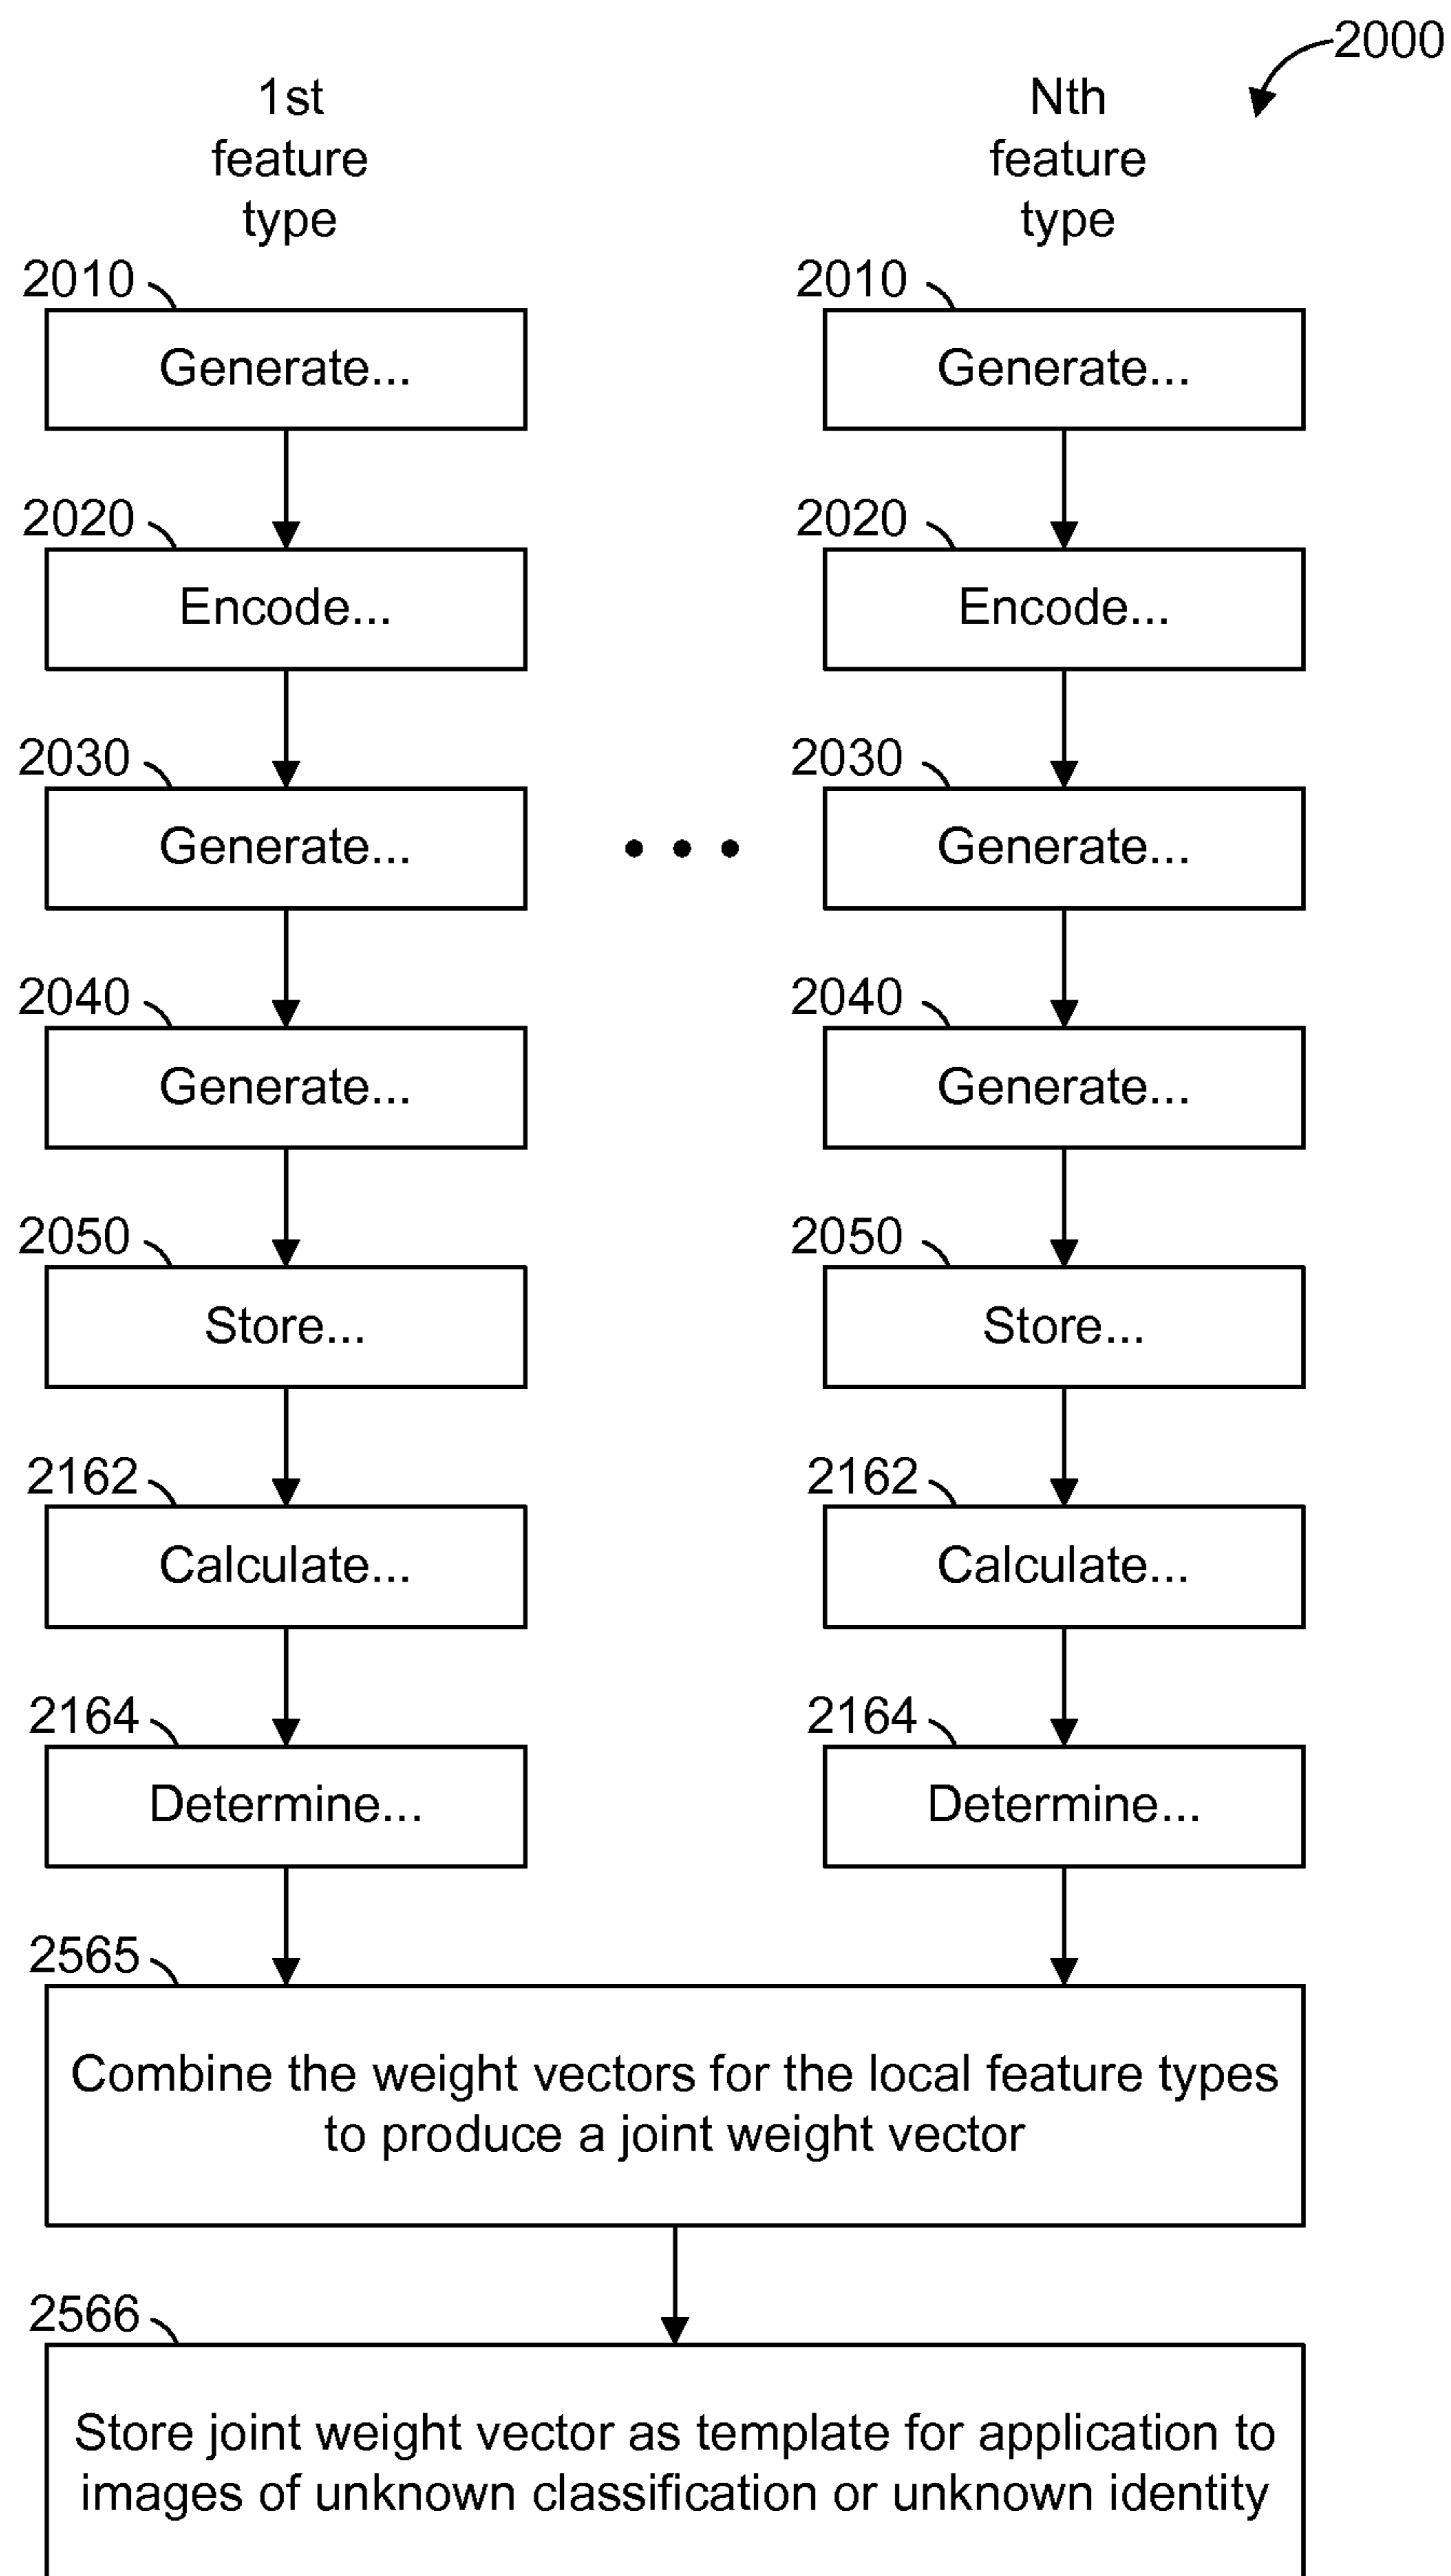 2000
1st
feature
type
Nth
feature
type
2010
2010
Generate...
Generate...
2020
2020
Encode...
Encode...
2030
2030
Generate...
Generate...
2040
2040
Generate...
Generate...
2050
2050
Store...
Store...
2162
2162
Calculate...
Calculate...
2164
2164
Determine...
Determine...
2565
Combine the weight vectors for the local feature types
to produce a joint weight vector
2566
Store joint weight vector as template for application to
images of unknown classification or unknown identity